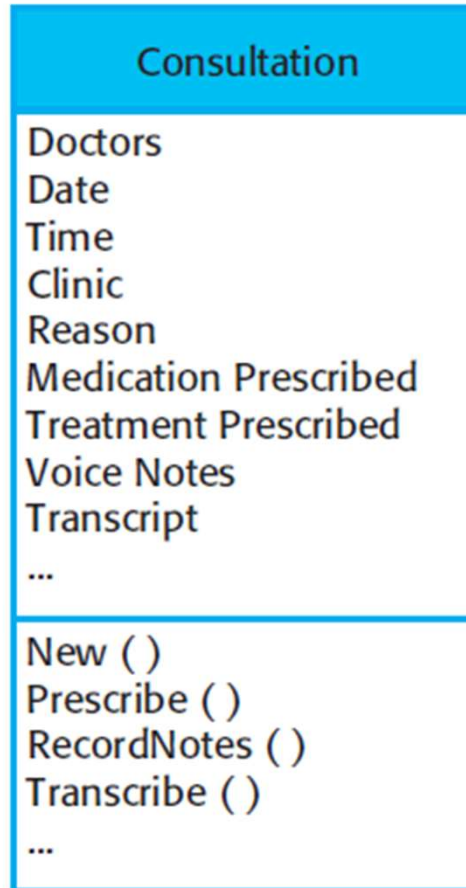 Consultation
Doctors
Date
Time
Clinic
Reason
Medication Prescribed
Treatment Prescribed
Voice Notes
Transcript
...
New ( )
Prescribe ( )
RecordNotes ( )
Transcribe ( )
...